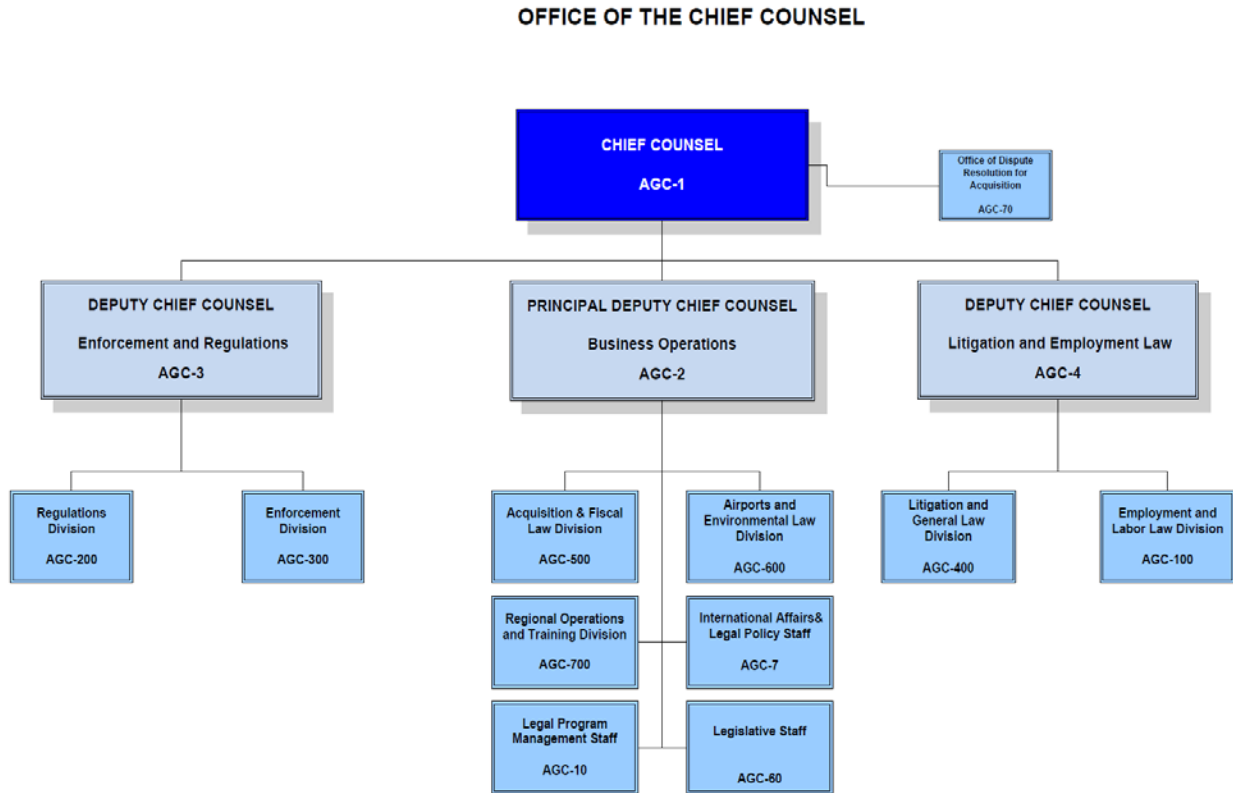 OFFICE OF THE CHIEF COUNSEL
CHIEF COUNSEL
AGC-1
Office of Dispute
Resolution for
Acquisition
AGC-70
DEPUTY CHIEF COUNSEL
Enforcement and Regulations
AGC-3
PRINCIPAL DEPUTY CHIEF COUNSEL
Business Operations
AGC-2
DEPUTY CHIEF COUNSEL
Litigation and Employment Law
AGC-4
Regulations
Division
AGC-200
Enforcement
Division
AGC-300
Acquisition & Fiscal
Law Division
AGC-500
Airports and
Environmental Law
Division
AGC-600
Litigation and
General Law
Division
AGC-400
Employment and
Labor Law Division
AGC-100
Regional Operations
and Training Division
AGC-700
International Affairs&
Legal Policy Staff
AGC-7
Legal Program
Management Staff
AGC-10
Legislative Staff
AGC-60